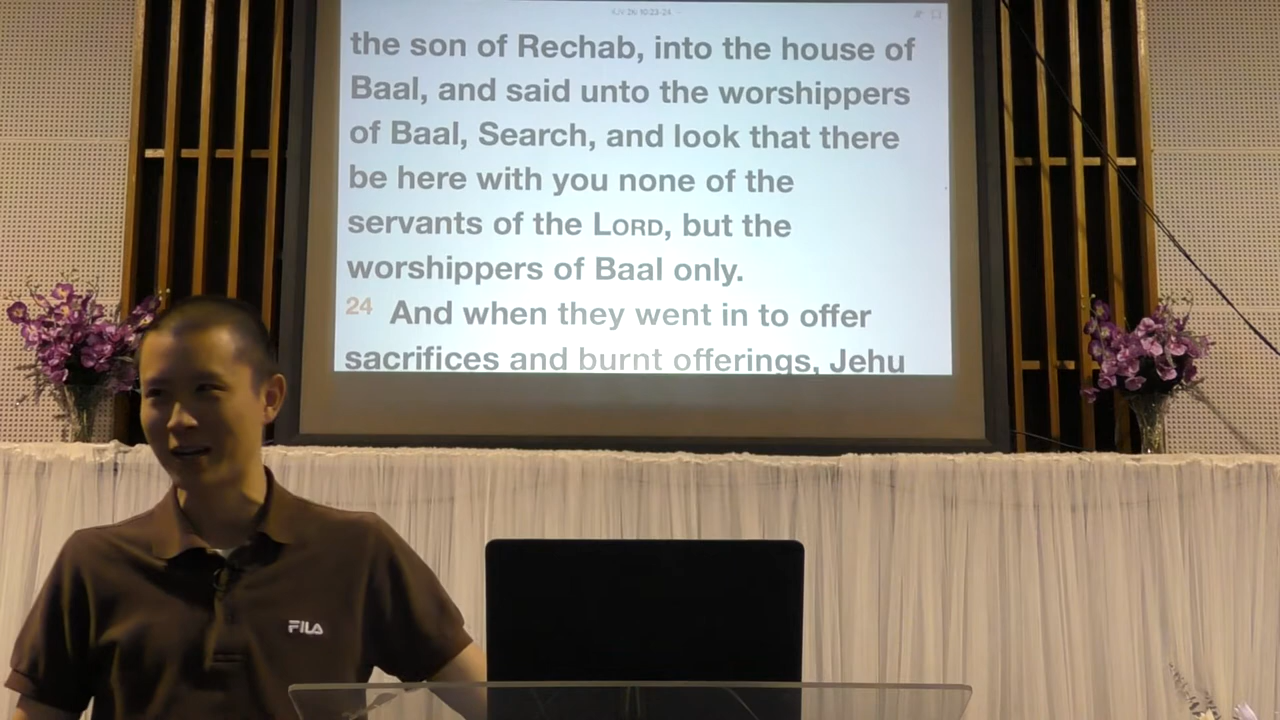 the son of Rechab, into the house of
Baal, and said unto the worshippers
of Baal, Search, and look that there
be here with you none of the
servants of the LORD, but the
worshippers of Baal only.
24 And when they went in to offer
sacrifices and burnt offerings, Jehu
FILA